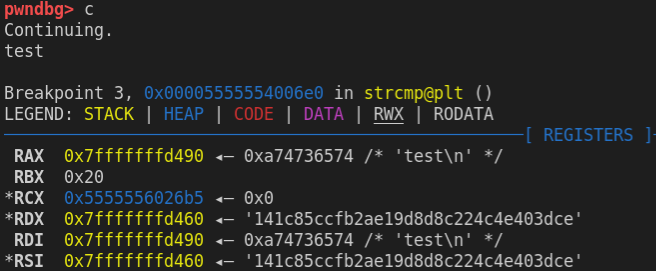 pwndbg> c
Continuing.
test
Breakpoint 3, 0x00005555554006e0 in strcmp@plt ()
LEGEND: STACK | HEAP | CODE | DATA | RWX | RODATA
[ REGISTERS ]
RAX 0x7fffffffd490 ◂— 0xa74736574 /* 'test\n' */
RBX 0x20
*RCX 0x5555556026b5 ◂— 0x0
*RDX 0x7fffffffd460 ◂— '141c85ccfb2ae19d8d8c224c4e403dce'
RDI 0x7fffffffd490 ◂— 0xa74736574 /* 'test\n' */
*RSI 0x7fffffffd460 ◂— '141c85ccfb2ae19d8d8c224c4e403dce'